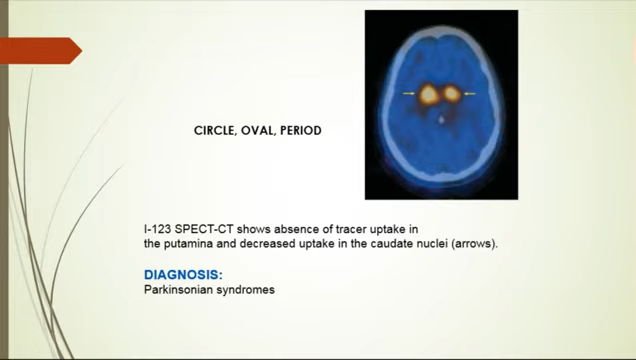 CIRCLE, OVAL, PERIOD
I-123 SPECT-CT shows absence of tracer uptake in
the putamina and decreased uptake in the caudate nuclei (arrows).
DIAGNOSIS:
Parkinsonian syndromes